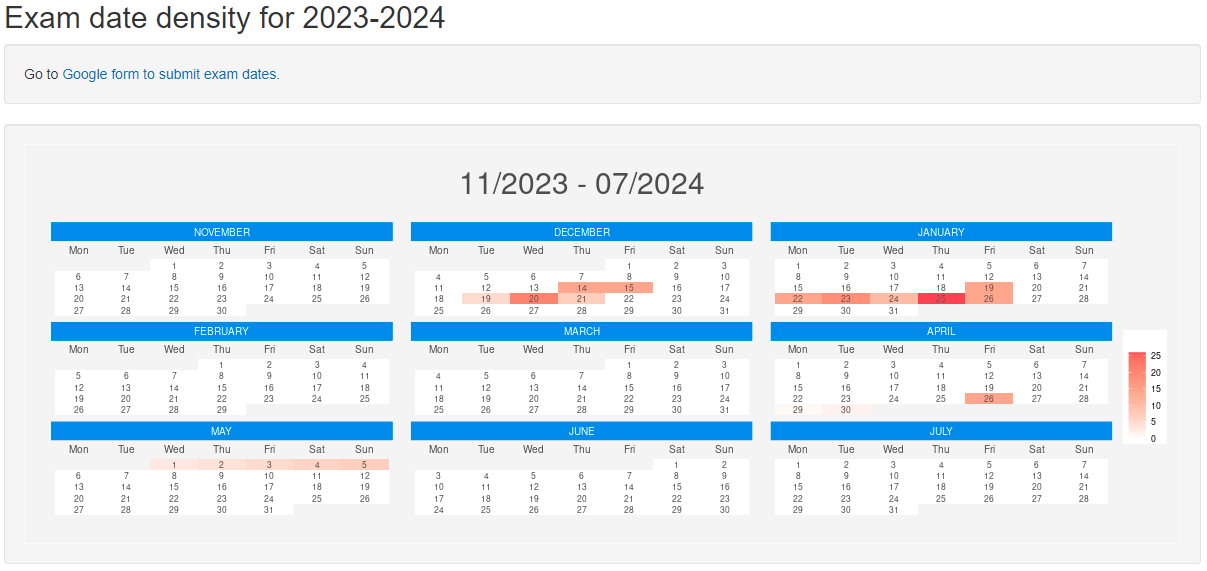 Exam date density for 2023-2024
Go to Google form to submit exam dates.
11/2023 - 07/2024
NOVEMBER DECEMBER JANUARY
Mon Tue Wed Thu Fri Sat Sun Mon Tue Wed Thu Fri Sat Sun Mon Tue Wed Thu Fri Sat Sun
1 2 3 4 5 1 2 3 1 2 3 4 5 6 7
6 7 8 9 10 11 12 4 5 6 7 8 9 10 8 9 10 11 12 13 14
13 14 15 16 17 18 19 11 12 13 14 15 16 17 15 16 17 18 19 20 21
20 21 22 23 24 25 26 18 19 20 21 22 23 24 22 23 24 25 26 27 28
27 28 29 30 25 26 27 28 29 30 31 29 30 31
FEBRUARY MARCH APRIL
Mon Tue Wed Thu Fri Sat Sun Mon Tue Wed Thu Fri Sat Sun Mon Tue Wed Thu Fri Sat Sun
1 2 3 4 1 2 3 1 2 3 4 5 6 7
5 6 7 8 9 10 11 4 5 6 7 8 9 10 8 9 10 11 12 13 14
12 13 14 15 16 17 18 11 12 13 14 15 16 17 15 16 17 18 19 20 21
19 20 21 22 23 24 25 18 19 20 21 22 23 24 22 23 24 25 26 27 28
26 27 28 29 25 26 27 28 29 30 31 29 30
MAY JUNE JULY
Mon Tue Wed Thu Fri Sat Sun Mon Tue Wed Thu Fri Sat Sun Mon Tue Wed Thu Fri Sat Sun
1 2 3 4 5 1 2 1 2 3 4 5 6 7
6 7 8 9 10 11 12 3 4 5 6 7 8 9 8 9 10 11 12 13 14
13 14 15 16 17 18 19 10 11 12 13 14 15 16 15 16 17 18 19 20 21
20 21 22 23 24 25 26 17 18 19 20 21 22 23 22 23 24 25 26 27 28
27 28 29 30 31 24 25 26 27 28 29 30 29 30 31
25
20
15
10
5
0